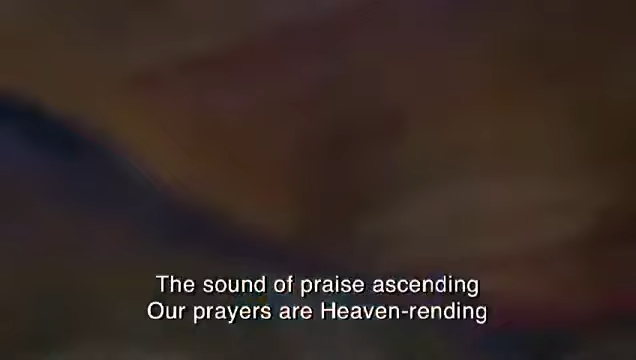 The sound of praise ascending
Our prayers are Heaven-rending